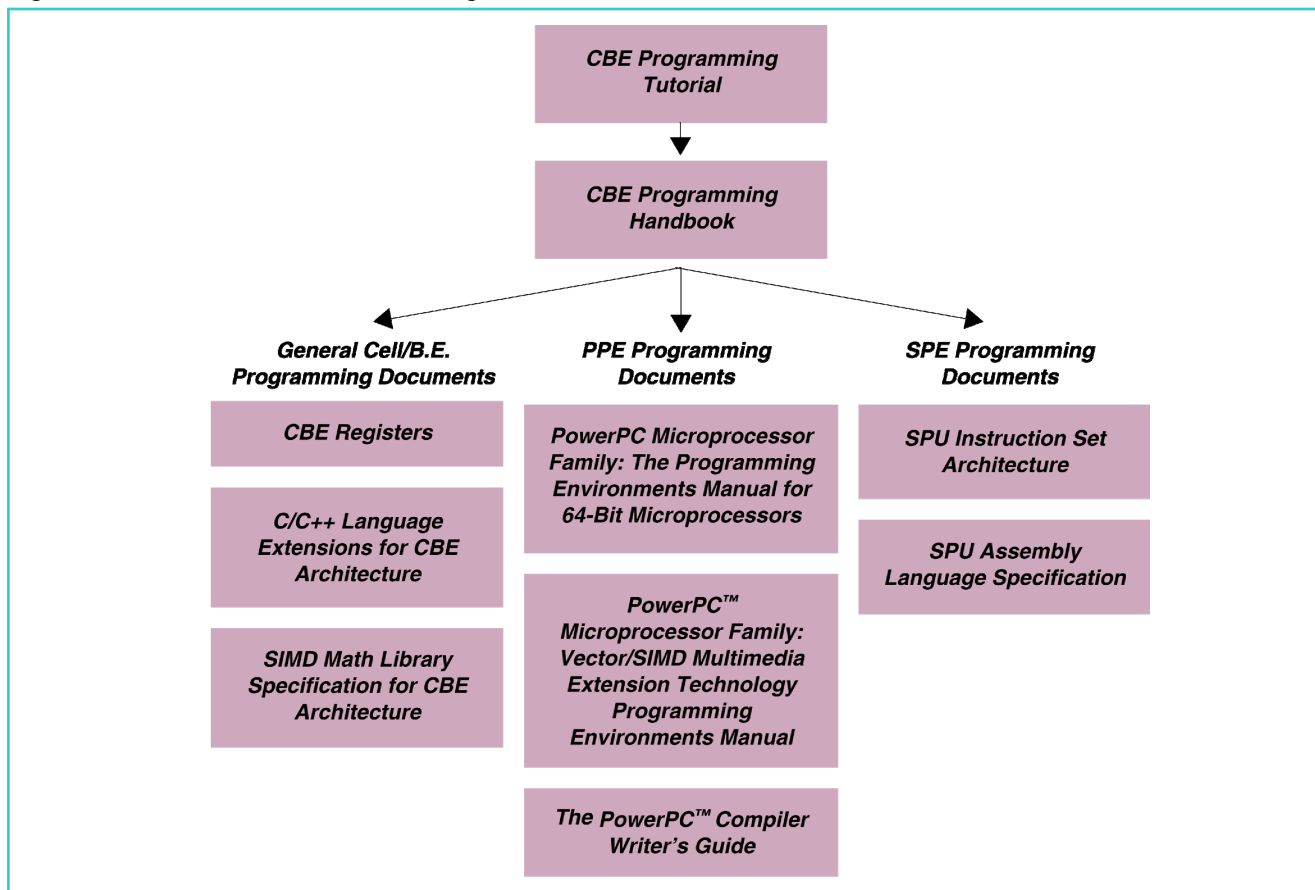 CBE Programming
Tutorial
CBE Programming
Handbook
General Cell/B.E.
Programming Documents
CBE Registers
C/C++ Language
Extensions for CBE
Architecture
SIMD Math Library
Specification for CBE
Architecture
PPE Programming
Documents
PowerPC Microprocessor
Family: The Programming
Environments Manual for
64-Bit Microprocessors
PowerPC™
Microprocessor Family:
Vector/SIMD Multimedia
Extension Technology
Programming
Environments Manual
The PowerPC™ Compiler
Writer's Guide
SPE Programming
Documents
SPU Instruction Set
Architecture
SPU Assembly
Language Specification